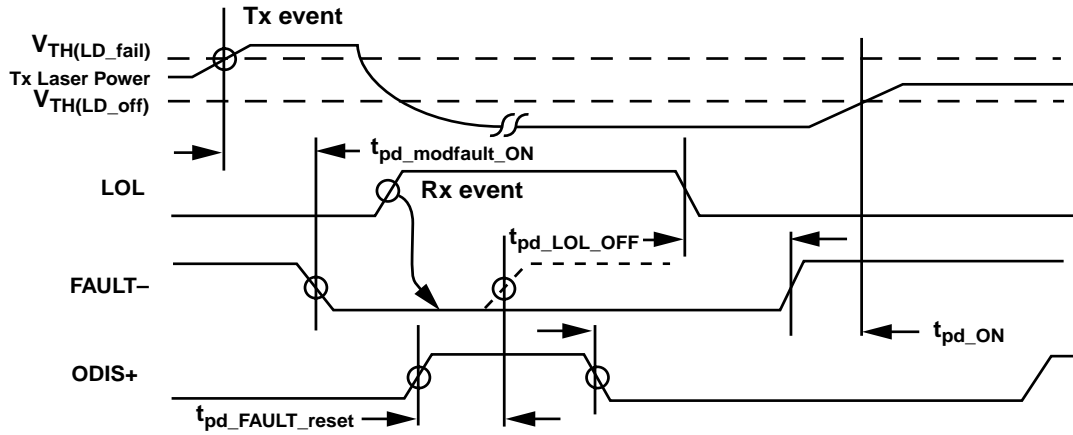 Tx event
VTH(LD_fail)
Tx Laser Power
VTH(LD_off)
tpd_modfault_ON
LOL
Rx event
tpd_LOL_OFF
FAULT–
tpd_ON
ODIS+
tpd_FAULT_reset